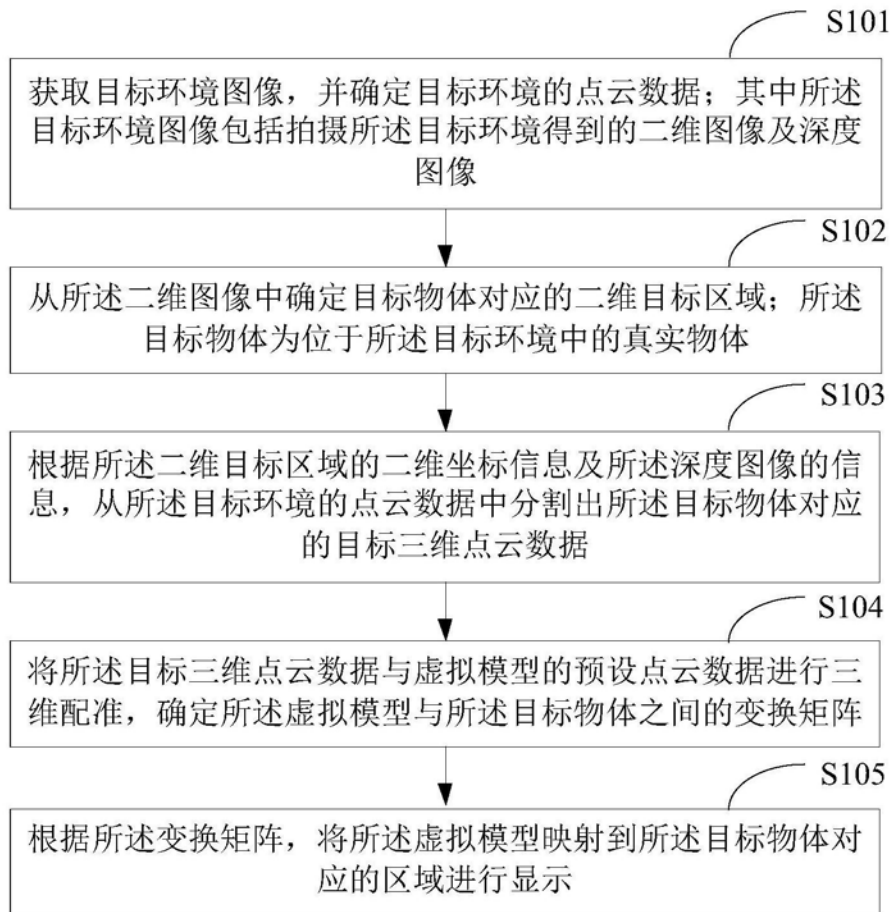 S101
获取目标环境图像，并确定目标环境的点云数据；其中所述
目标环境图像包括拍摄所述目标环境得到的二维图像及深度
图像
S102
从所述二维图像中确定目标物体对应的二维目标区域；所述
目标物体为位于所述目标环境中的真实物体
S103
根据所述二维目标区域的二维坐标信息及所述深度图像的信
息，从所述目标环境的点云数据中分割出所述目标物体对应
的目标三维点云数据
S104
将所述目标三维点云数据与虚拟模型的预设点云数据进行三
维配准，确定所述虚拟模型与所述目标物体之间的变换矩阵
S105
根据所述变换矩阵，将所述虚拟模型映射到所述目标物体对
应的区域进行显示